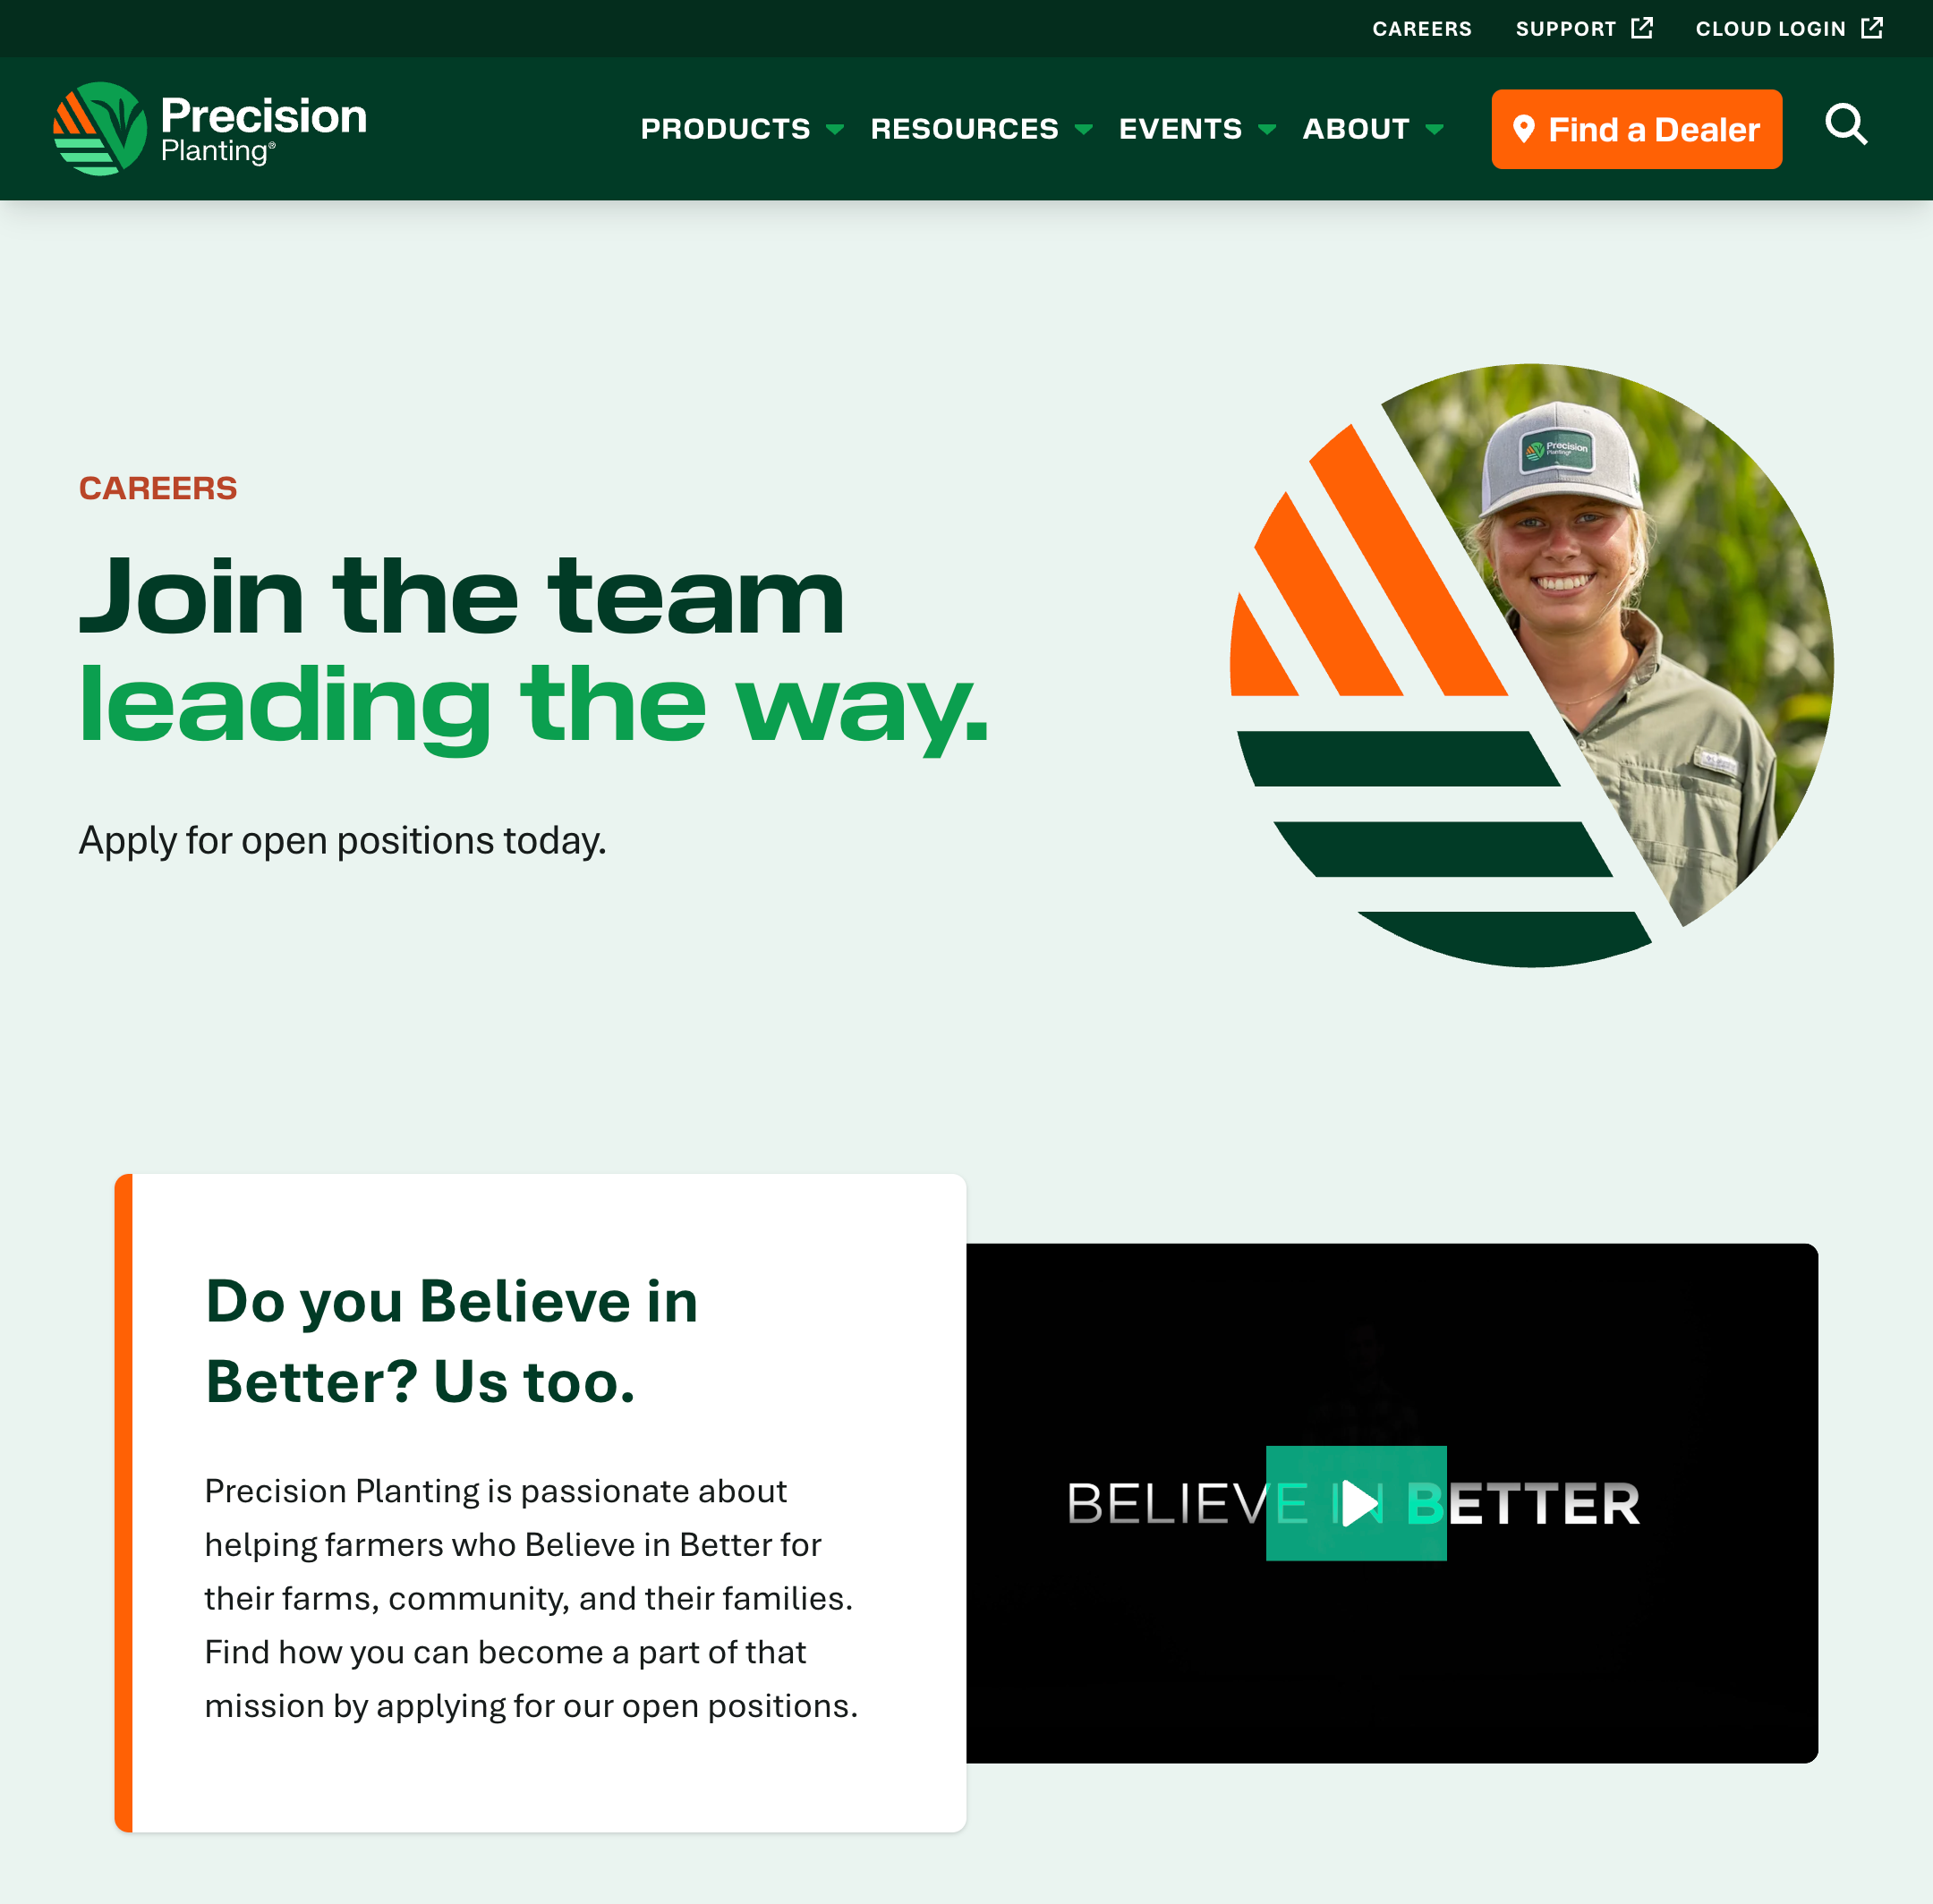 CAREERS SUPPORT CLOUD LOGIN
Precision
Planting®
PRODUCTS RESOURCES EVENTS ABOUT Find a Dealer
Precision
Planting®
CAREERS
Join the team
leading the way.
Apply for open positions today.
Do you Believe in
Better? Us too.
Precision Planting is passionate about
helping farmers who Believe in Better for
their farms, community, and their families.
Find how you can become a part of that
mission by applying for our open positions.
BELIEVE IN BETTER